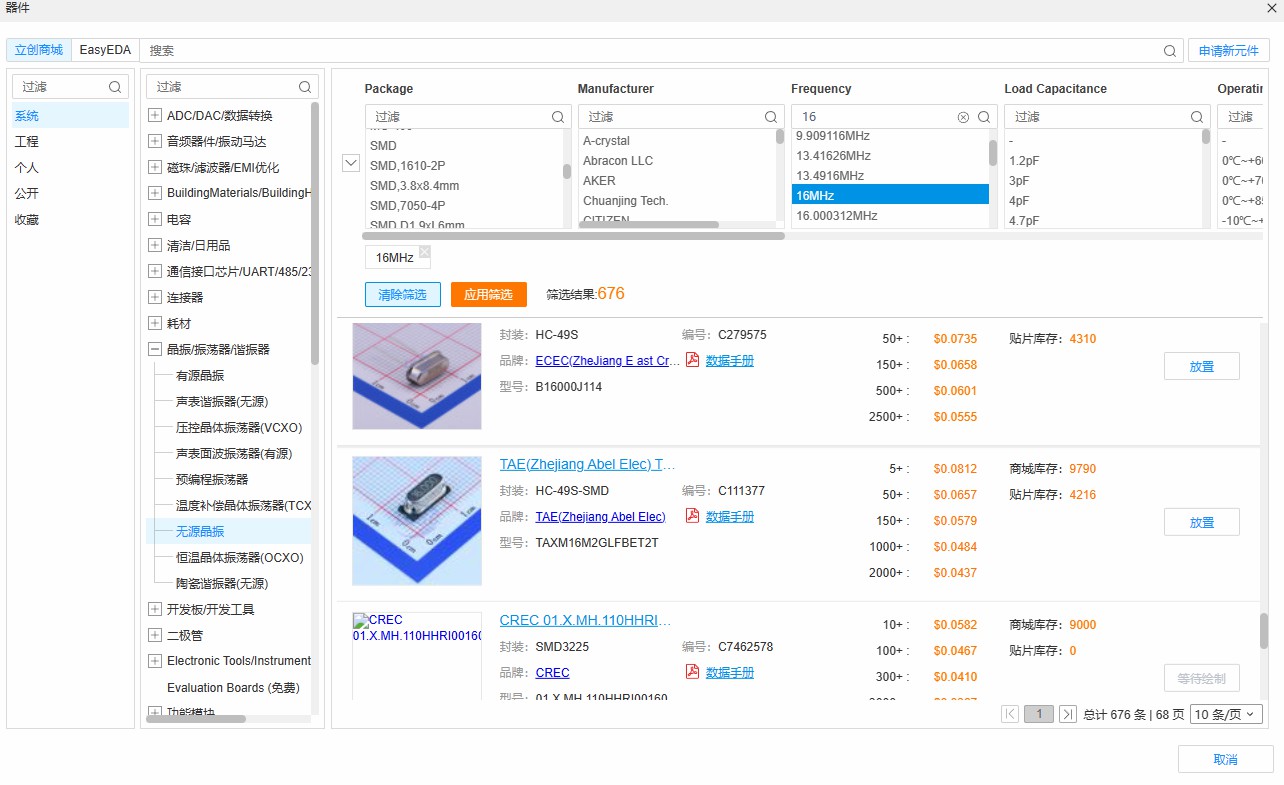 器件
立创商城 EasyEDA 搜索 申请新元件
过滤
系统
工程
个人
公开
收藏
过滤
ADC/DAC/数据转换
音频器件/振动马达
磁珠/滤波器/EMI优化
BuildingMaterials/BuildingH
电容
清洁/日用品
通信接口芯片/UART/485/23
连接器
耗材
晶振/振荡器/谐振器
有源晶振
声表谐振器(无源)
压控晶体振荡器(VCXO)
声表面波振荡器(有源)
预编程振荡器
温度补偿晶体振荡器(TCX
无源晶振
恒温晶体振荡器(OCXO)
陶瓷谐振器(无源)
开发板/开发工具
二极管
Electronic Tools/Instrument
Evaluation Boards (免费)
功能模块
Package
过滤
SMD
SMD,1610-2P
SMD,3.8x8.4mm
SMD,7050-4P
SMD,D1.9xL6mm
Manufacturer
过滤
A-crystal
Abracon LLC
AKER
Chuanjing Tech.
CITIZEN
Frequency
16
9.909116MHz
13.41626MHz
13.4916MHz
16MHz
16.000312MHz
Load Capacitance
过滤
-
1.2pF
3pF
4pF
4.7pF
Operatin
过滤
-
0℃~+6
0℃~+7
0℃~+8
-10℃~+
16MHz
清除筛选 应用筛选 筛选结果:676
封装: HC-49S 编号: C279575
品牌: ECEC(ZheJiang E ast Cr... 数据手册
型号: B16000J114
50+ : $0.0735
150+ : $0.0658
500+ : $0.0601
2500+ : $0.0555
贴片库存: 4310
放置
TAE(Zhejiang Abel Elec) T...
封装: HC-49S-SMD 编号: C111377
品牌: TAE(Zhejiang Abel Elec) 数据手册
型号: TAXM16M2GLFBET2T
5+ : $0.0812
50+ : $0.0657
150+ : $0.0579
1000+ : $0.0484
2000+ : $0.0437
商城库存: 9790
贴片库存: 4216
放置
CREC
01.X.MH.110HHRI00160
CREC 01.X.MH.110HHRI...
封装: SMD3225 编号: C7462578
品牌: CREC 数据手册
型号: 01.X.MH.110HHRI00160
10+ : $0.0582
100+ : $0.0467
300+ : $0.0410
商城库存: 9000
贴片库存: 0
等待绘制
1 总计 676 条 | 68 页 10 条/页
取消